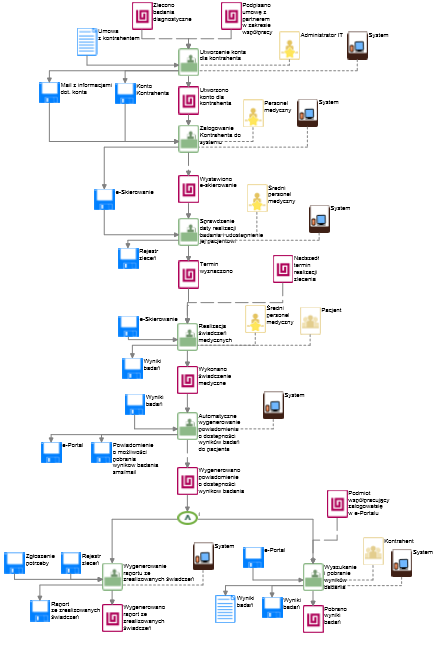 Zlecono
badania
diagnostyczne
Podpisano
umowę z
partnerem
w zakresie
współpracy
Umowa
z kontrahentem
Administrator IT
System
Utworzenie konta
dla kontrahenta
Mail z informacjami
dot. konta
Konto
Kontrahenta
Utworzono
konto dla
kontrahenta
Personel
medyczny
System
Zalogowanie
Kontrahenta do
systemu
Wystawiono
e-skierowanie
e-Skierowanie
Średni
personel
medyczny
System
Sprawdzenie
daty realizacji
badania i udostępnienie
jej pacjentowi
Rejestr
zleceń
Termin
wyznaczono
Nadszedł
termin
realizacji
zlecenia
e-Skierowanie
Średni
personel
medyczny
Pacjent
Realizacja
świadczeń
medycznych
Wyniki
badań
Wykonano
świadczenie
medyczne
Wyniki
badań
System
Automatyczne
wygenerowanie
powiadomienia
o dostępności
wyników badań
do pacjenta
e-Portal
Powiadomienie
o możliwości
pobrania
wyników badania
sms/mail
Wygenerowano
powiadomienie
o dostępności
wyników badania
Podmiot
współpracujący
zalogował się
w e-Portalu
Zgłoszenie
potrzeby
Rejestr
zleceń
System
e-Portal
Kontrahent
System
Wygenerowanie
raportu ze
zrealizowanych świadczeń
Wyszukanie
i pobranie
wyników
badania
Raport
ze zrealizowanych
świadczeń
Wygenerowano
raport ze
zrealizowanych
świadczeń
Wyniki
badań
Wyniki
badań
Pobrano
wyniki
badań